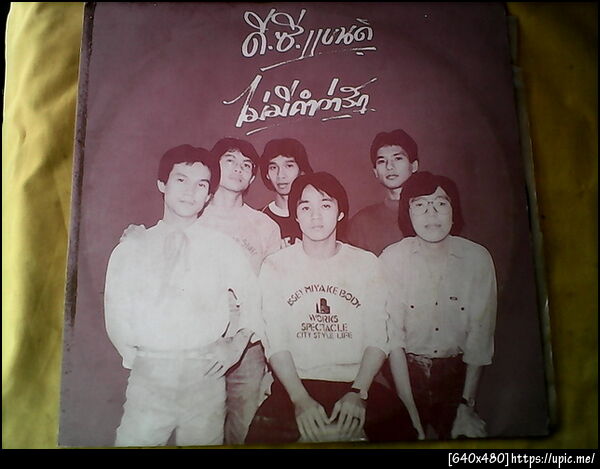 ดี.ซี.แบนด์
ไม่มีคำว่ารัก
ISSEI MIYAKE BODY
WORKS
SPECTACLE
CITY STYLE LIFE
[640x480]https://upic.me/